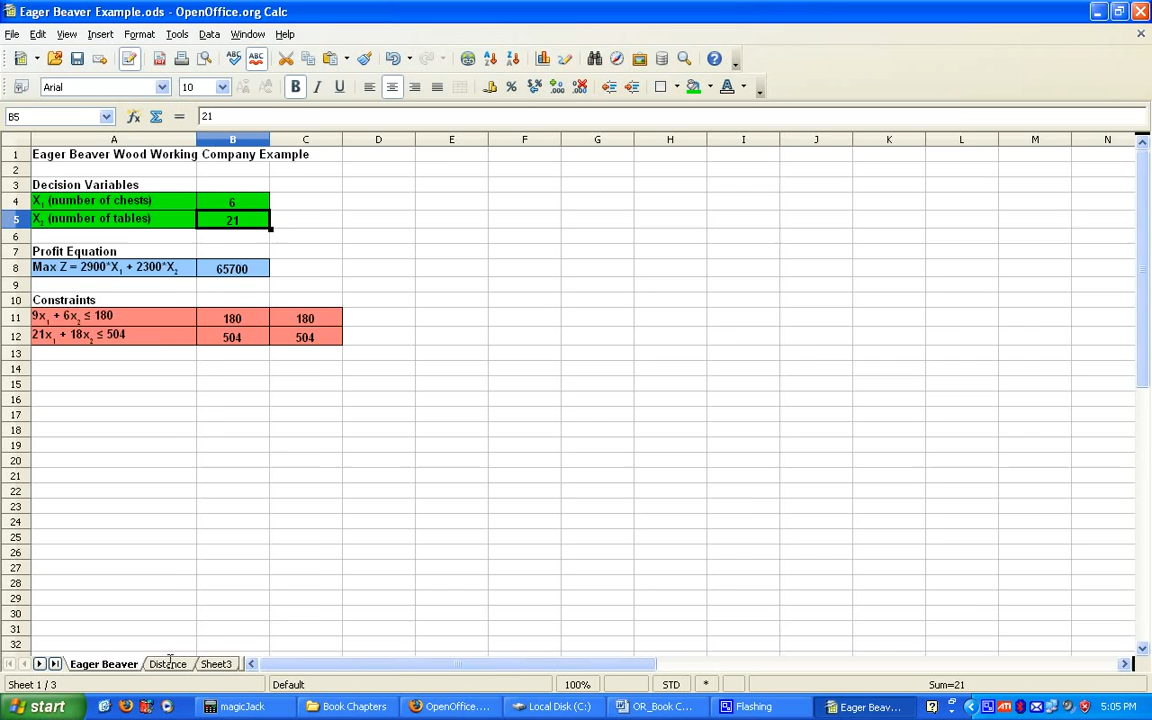 Eager Beaver Example.ods - OpenOffice.org Calc
File Edit View Insert Format Tools Data Window Help
Arial 10
B5 21
A B C D E F G H I J K L M N
1 Eager Beaver Wood Working Company Example
2
3 Decision Variables
4 X₁ (number of chests) 6
5 X₂ (number of tables) 21
6
7 Profit Equation
8 Max Z = 2900*X₁ + 2300*X₂ 65700
9
10 Constraints
11 9x₁ + 6x₂ ≤ 180 180 180
12 21x₁ + 18x₂ ≤ 504 504 504
13
14
15
16
17
18
19
20
21
22
23
24
25
26
27
28
29
30
31
32
Eager Beaver Distance Sheet3
Sheet 1 / 3 Default 100% STD * Sum=21
start magicJack Book Chapters OpenOffice.... Local Disk (C:) OR_Book C... Flashing Eager Beav... 5:05 PM